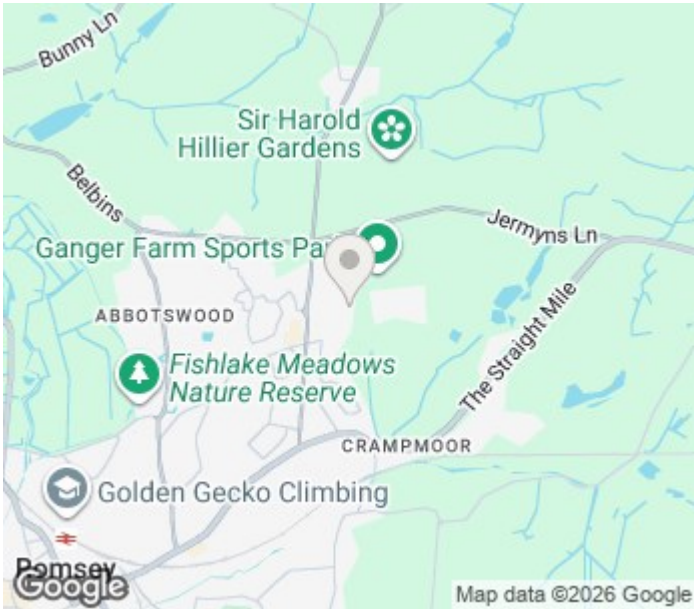 Bunny Ln
Sir Harold
Hillier Gardens
Belbins
Jermyns Ln
Ganger Farm Sports Pa
ABBOTSWOOD
The Straight Mile
Fishlake Meadows
Nature Reserve
CRAMPMOOR
Golden Gecko Climbing
Romsey
Google
Map data ©2026 Google